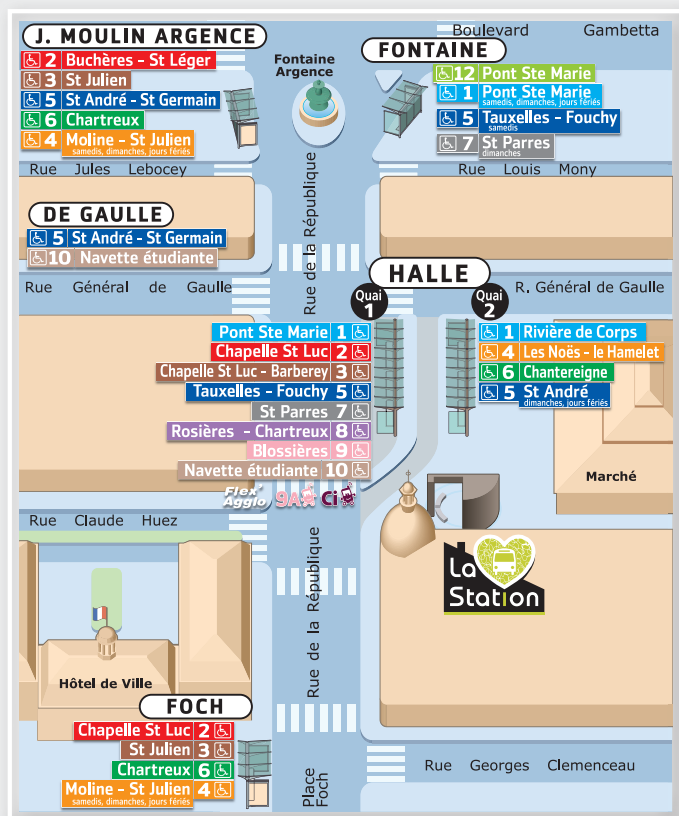 J. MOULIN ARGENCE
2 Buchères - St Léger
3 St Julien
5 St André - St Germain
6 Chartreux
4 Moline - St Julien
samedis, dimanches, jours fériés
Fontaine
Argence
Boulevard Gambetta
FONTAINE
12 Pont Ste Marie
1 Pont Ste Marie
samedis, dimanches, jours fériés
5 Tauxelles - Fouchy
samedis
7 St Parres
dimanches
Rue Jules Lebocey
Rue Louis Mony
Rue de la République
DE GAULLE
5 St André - St Germain
10 Navette étudiante
Rue Général de Gaulle
HALLE
R. Général de Gaulle
Quai
1
Quai
2
Pont Ste Marie 1
Chapelle St Luc 2
Chapelle St Luc - Barberey 3
Tauxelles - Fouchy 5
St Parres 7
Rosières - Chartreux 8
Blossières 9
Navette étudiante 10
Flex'
Agglo
9A
Ci
1 Rivière de Corps
4 Les Noës - le Hamelet
6 Chantereigne
5 St André
dimanches, jours fériés
Marché
Rue Claude Huez
Rue de la République
La
Station
Hôtel de Ville
FOCH
Chapelle St Luc 2
St Julien 3
Chartreux 6
Moline - St Julien 4
samedis, dimanches, jours fériés
Place
Foch
Rue Georges Clemenceau